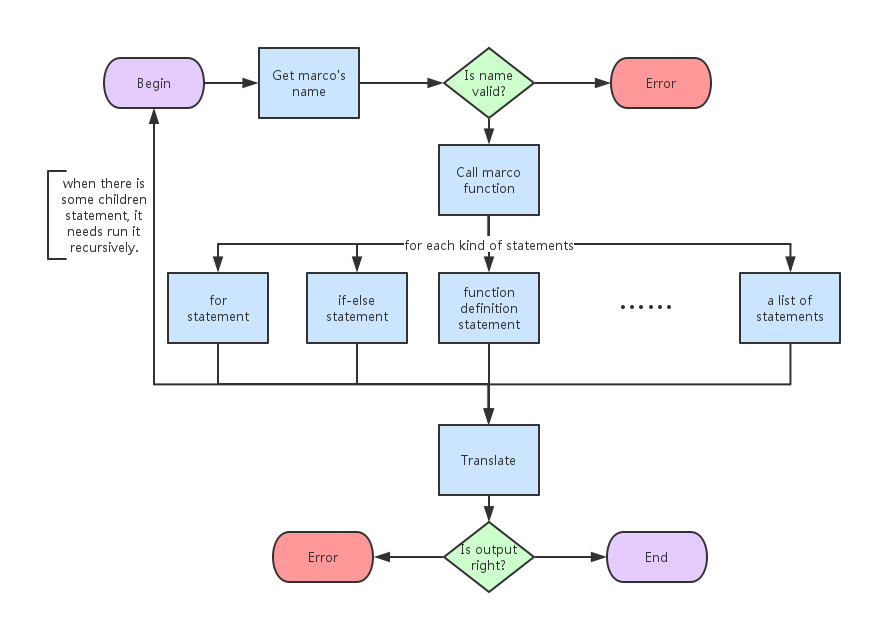 Begin
Get marco's
name
Is name
valid?
Error
Call marco
function
when there is
some children
statement, it
needs run it
recursively.
for each kind of statements
for
statement
if-else
statement
function
definition
statement
......
a list of
statements
Translate
Error
Is output
right?
End